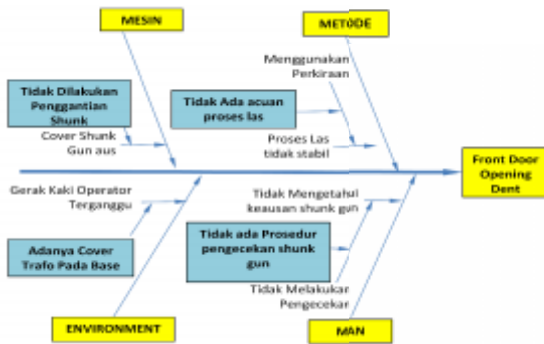 MESIN
METODE
Menggunakan
Perkiraan
Tidak Dilakukan
Penggantian
Shunk
Tidak Ada acuan
proses las
Cover Shunk
Gun aus
Proses Las
tidak stabil
Front Door
Opening
Dent
Gerak Kaki Operator
Terganggu
Tidak Mengetahui
keausan shunk gun
Tidak ada Prosedur
pengecekan shunk
gun
Adanya Cover
Trafo Pada Base
Tidak Melakukar
Pengecekar
ENVIRONMENT
MAN